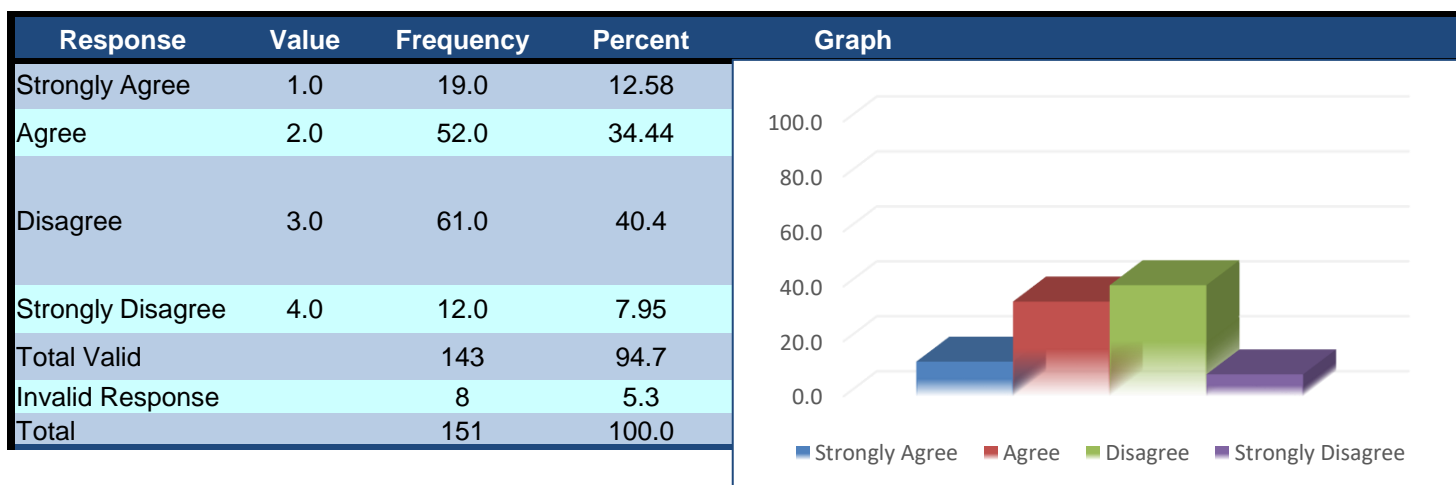 Response Value Frequency Percent Graph
Strongly Agree 1.0 19.0 12.58
Agree 2.0 52.0 34.44
Disagree 3.0 61.0 40.4
Strongly Disagree 4.0 12.0 7.95
Total Valid 143 94.7
Invalid Response 8 5.3
Total 151 100.0
100.0
80.0
60.0
40.0
20.0
0.0
Strongly Agree Agree Disagree Strongly Disagree